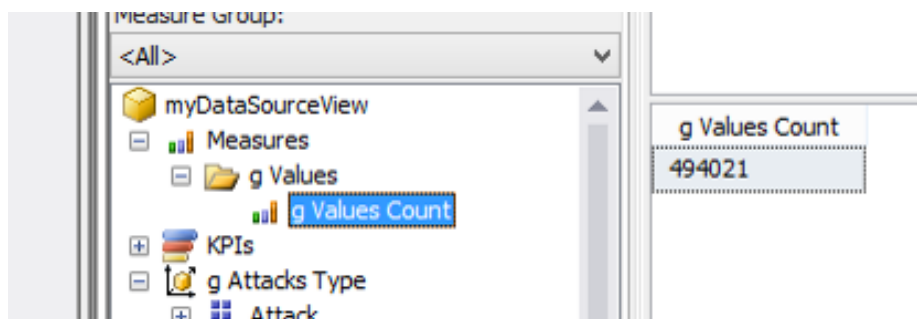 Measure Group:
<All>
myDataSourceView
Measures
g Values
g Values Count
KPIs
g Attacks Type
Attack
g Values Count
494021